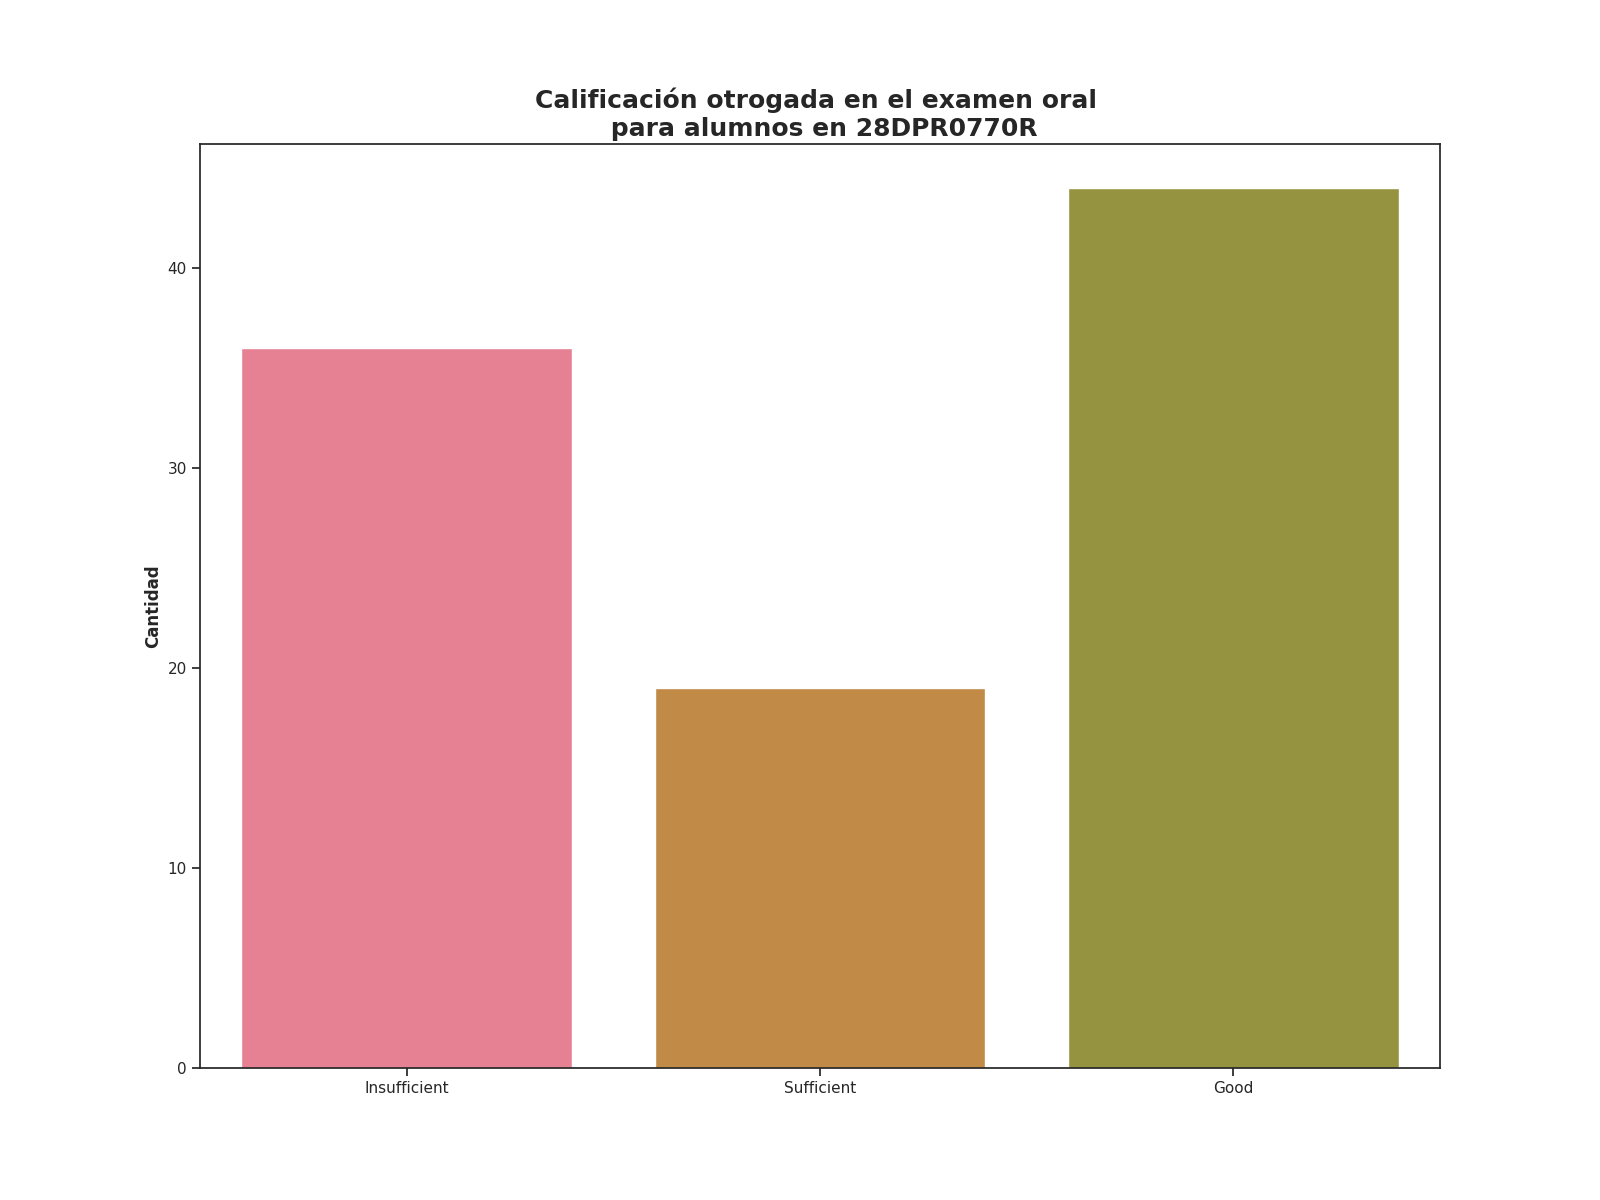 Calificación otrogada en el examen oral
para alumnos en 28DPR0770R
Cantidad
40
30
20
10
0
Insufficient
Sufficient
Good